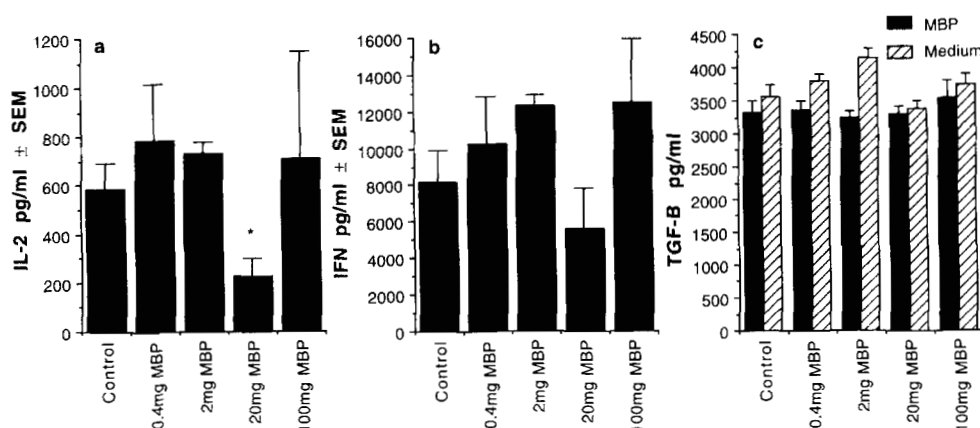 a
IL-2 pg/ml ± SEM
1200
1000
800
600
400
200
0
*
Control
0.4mg MBP
2mg MBP
20mg MBP
100mg MBP
b
IFN pg/ml ± SEM
16000
14000
12000
10000
8000
6000
4000
2000
0
Control
0.4mg MBP
2mg MBP
20mg MBP
100mg MBP
c
MBP
Medium
TGF-B pg/ml
4500
4000
3500
3000
2500
2000
1500
1000
500
0
Control
0.4mg MBP
2mg MBP
20mg MBP
100mg MBP